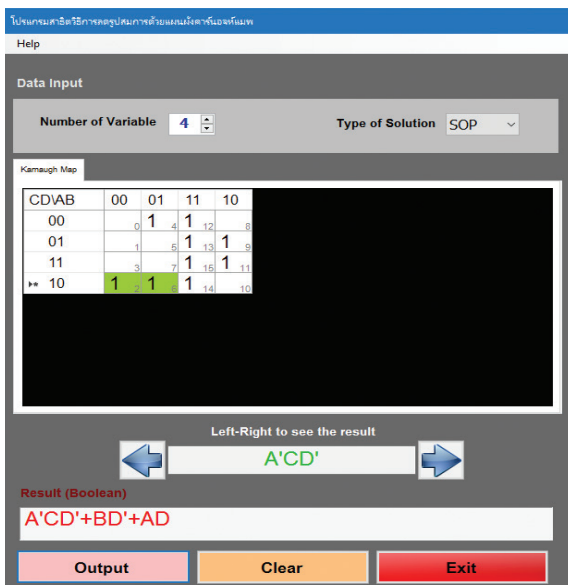 โปรแกรมสาธิตวิธีการลดรูปสมการด้วยแผนผังคาร์นอห์แมพ
Help
Data Input
Number of Variable 4 Type of Solution SOP
Karnaugh Map
CD\AB 00 01 11 10
00 0 1 4 1 12 8
01 1 5 1 13 1 9
11 3 7 1 15 1 11
10 1 2 1 6 1 14 10
Left-Right to see the result
A'CD'
Result (Boolean)
A'CD'+BD'+AD
Output Clear Exit